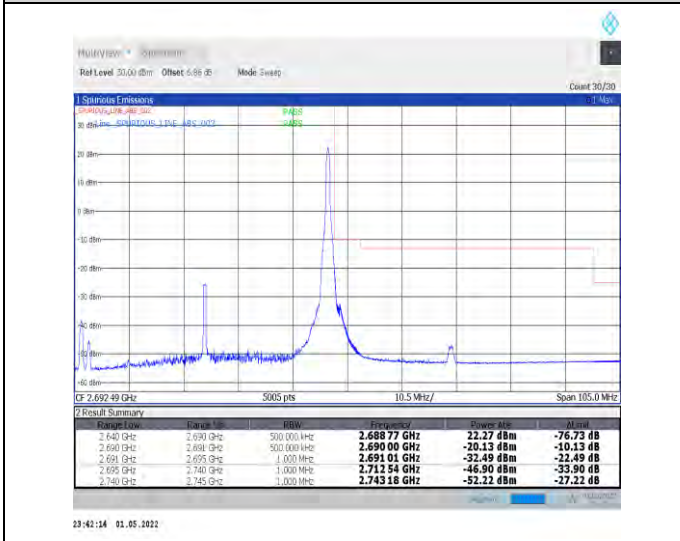 MultiView Spectrum
Ref Level 30.00 dBm Offset 6.86 dB Mode Sweep
Count 30/30
1 Spurious Emissions
PASS
30 dBm Line _SPURIOUS_LINE_ABS_002 PASS
20 dBm
10 dBm
0 dBm
-10 dBm
-20 dBm
-30 dBm
-40 dBm
-50 dBm
-60 dBm
CF 2.69249 GHz 5005 pts 10.5 MHz/ Span 105.0 MHz
2 Result Summary
Range Low Range Up RBW Frequency Power Abs ΔLimit
2.640 GHz 2.690 GHz 500.000 kHz 2.688 77 GHz 22.27 dBm -76.73 dB
2.690 GHz 2.691 GHz 500.000 kHz 2.690 00 GHz -20.13 dBm -10.13 dB
2.691 GHz 2.695 GHz 1.000 MHz 2.691 01 GHz -32.49 dBm -22.49 dB
2.695 GHz 2.740 GHz 1.000 MHz 2.712 54 GHz -46.90 dBm -33.90 dB
2.740 GHz 2.745 GHz 1.000 MHz 2.743 18 GHz -52.22 dBm -27.22 dB
23:42:14 01.05.2022